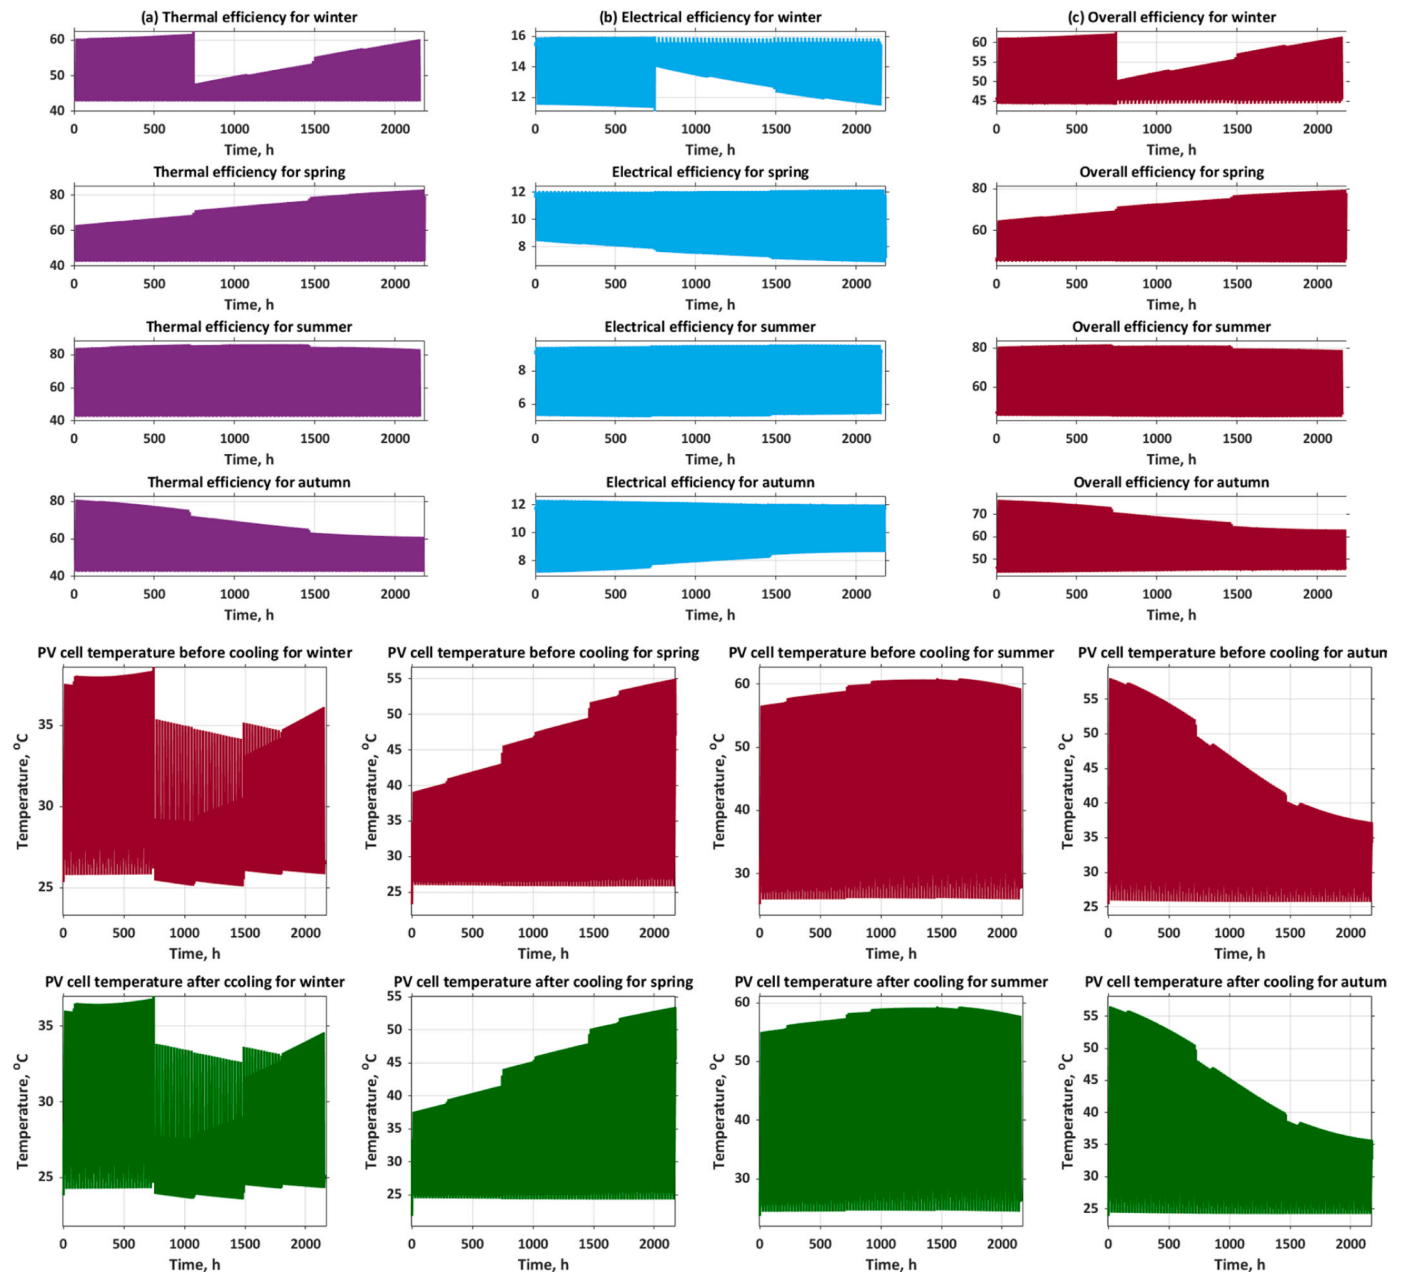 (a) Thermal efficiency for winter
(b) Electrical efficiency for winter
(c) Overall efficiency for winter
60
50
40
0 500 1000 1500 2000
Time, h
16
14
12
0 500 1000 1500 2000
Time, h
60
55
50
45
0 500 1000 1500 2000
Time, h
Thermal efficiency for spring
Electrical efficiency for spring
Overall efficiency for spring
80
60
40
0 500 1000 1500 2000
Time, h
12
10
8
0 500 1000 1500 2000
Time, h
80
60
0 500 1000 1500 2000
Time, h
Thermal efficiency for summer
Electrical efficiency for summer
Overall efficiency for summer
80
60
40
0 500 1000 1500 2000
Time, h
8
6
0 500 1000 1500 2000
Time, h
80
60
0 500 1000 1500 2000
Time, h
Thermal efficiency for autumn
Electrical efficiency for autumn
Overall efficiency for autumn
80
60
40
0 500 1000 1500 2000
Time, h
12
10
8
0 500 1000 1500 2000
Time, h
70
60
50
0 500 1000 1500 2000
Time, h
PV cell temperature before cooling for winter
PV cell temperature before cooling for spring
PV cell temperature before cooling for summer
PV cell temperature before cooling for autum
Temperature, °C
35
30
25
0 500 1000 1500 2000
Time, h
Temperature, °C
55
50
45
40
35
30
25
0 500 1000 1500 2000
Time, h
Temperature, °C
60
50
40
30
0 500 1000 1500 2000
Time, h
Temperature, °C
55
50
45
40
35
30
25
0 500 1000 1500 2000
Time, h
PV cell temperature after ccoling for winter
PV cell temperature after cooling for spring
PV cell temperature after cooling for summer
PV cell temperature after cooling for autum
Temperature, °C
35
30
25
0 500 1000 1500 2000
Time, h
Temperature, °C
55
50
45
40
35
30
25
0 500 1000 1500 2000
Time, h
Temperature, °C
60
50
40
30
0 500 1000 1500 2000
Time, h
Temperature, °C
55
50
45
40
35
30
25
0 500 1000 1500 2000
Time, h